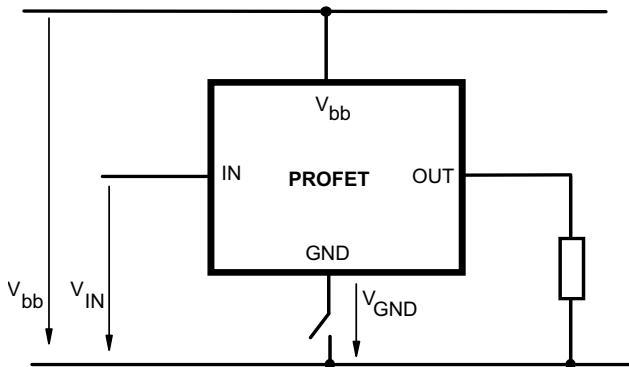 Vbb
IN
PROFET
OUT
GND
Vbb
VIN
VGND